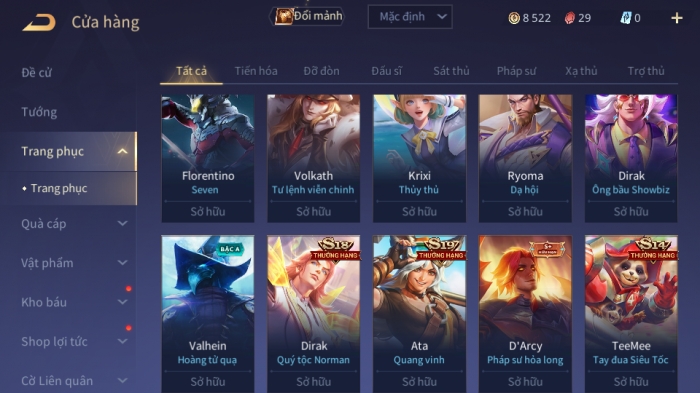 Cửa hàng
Đổi mảnh
Mặc định
8 522
29
0
Đề cử
Tướng
Trang phục
Trang phục
Quà cáp
Vật phẩm
Kho báu
Shop lợi tức
Cờ Liên quân
Tất cả Tiến hóa Đỡ đòn Đấu sĩ Sát thủ Pháp sư Xạ thủ Trợ thủ
Florentino
Seven
Sở hữu
Volkath
Tư lệnh viễn chinh
Sở hữu
Krixi
Thủy thủ
Sở hữu
Ryoma
Dạ hội
Sở hữu
Dirak
Ông bầu Showbiz
Sở hữu
BẬC A
Valhein
Hoàng tử quạ
Sở hữu
S18
THƯỞNG HẠNG
Dirak
Quý tộc Norman
Sở hữu
S19
THƯỞNG HẠNG
Ata
Quang vinh
Sở hữu
D'Arcy
Pháp sư hỏa long
Sở hữu
S14
THƯỞNG HẠNG
TeeMee
Tay đua Siêu Tốc
Sở hữu